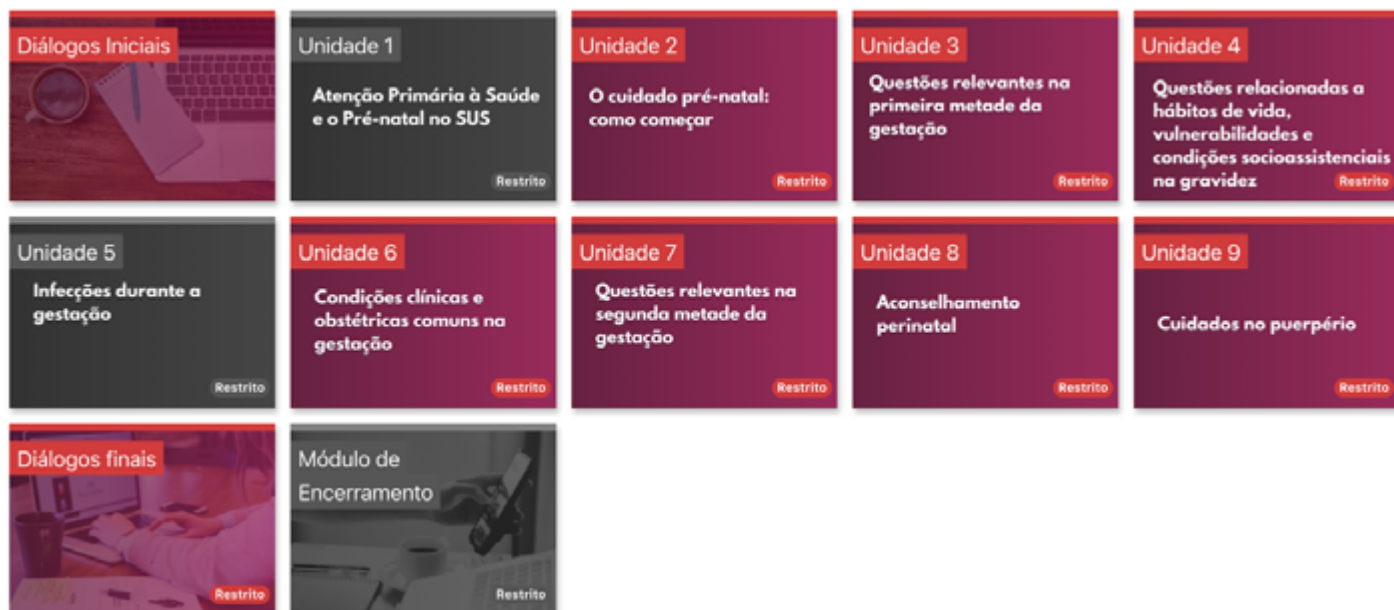 Diálogos Iniciais
Unidade 1
Atenção Primária à Saúde
e o Pré-natal no SUS
Restrito
Unidade 2
O cuidado pré-natal:
como começar
Restrito
Unidade 3
Questões relevantes na
primeira metade da
gestação
Restrito
Unidade 4
Questões relacionadas a
hábitos de vida,
vulnerabilidades e
condições socioassistenciais
na gravidez
Restrito
Unidade 5
Infecções durante a
gestação
Restrito
Unidade 6
Condições clínicas e
obstétricas comuns na
gestação
Restrito
Unidade 7
Questões relevantes na
segunda metade da
gestação
Restrito
Unidade 8
Aconselhamento
perinatal
Restrito
Unidade 9
Cuidados no puerpério
Restrito
Diálogos finais
Restrito
Módulo de
Encerramento
Restrito